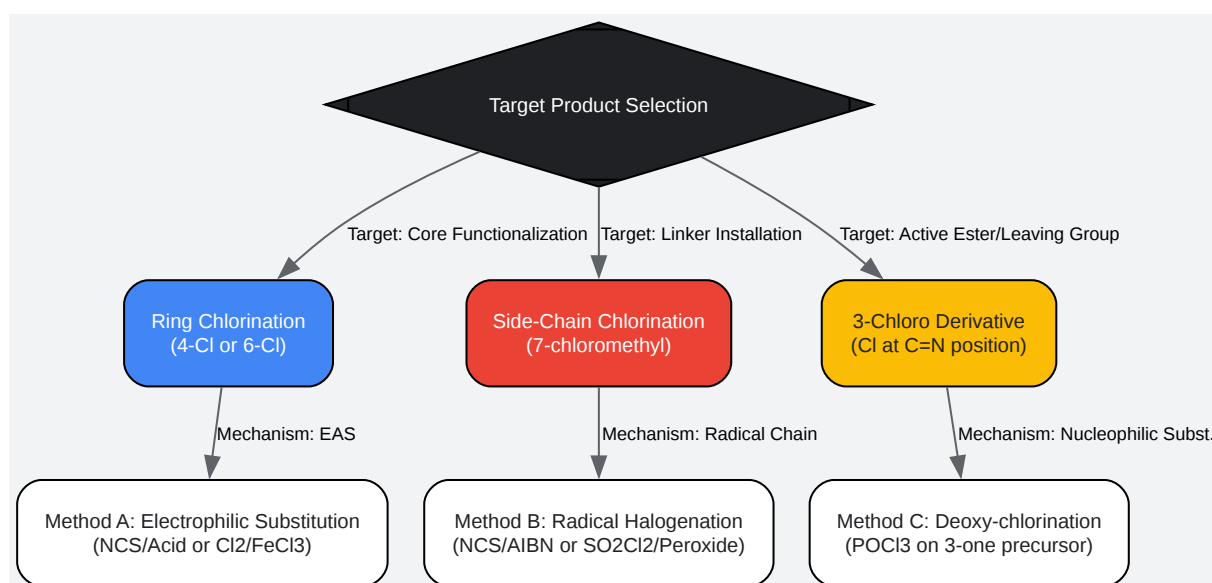 Target Product Selection
Target: Core Functionalization
Target: Linker Installation
Target: Active Ester/Leaving Group
Ring Chlorination
(4-Cl or 6-Cl)
Side-Chain Chlorination
(7-chloromethyl)
3-Chloro Derivative
(Cl at C=N position)
Mechanism: EAS
Mechanism: Radical Chain
Mechanism: Nucleophilic Subst.
Method A: Electrophilic Substitution
(NCS/Acid or Cl2/FeCl3)
Method B: Radical Halogenation
(NCS/AIBN or SO2Cl2/Peroxide)
Method C: Deoxy-chlorination
(POCl3 on 3-one precursor)